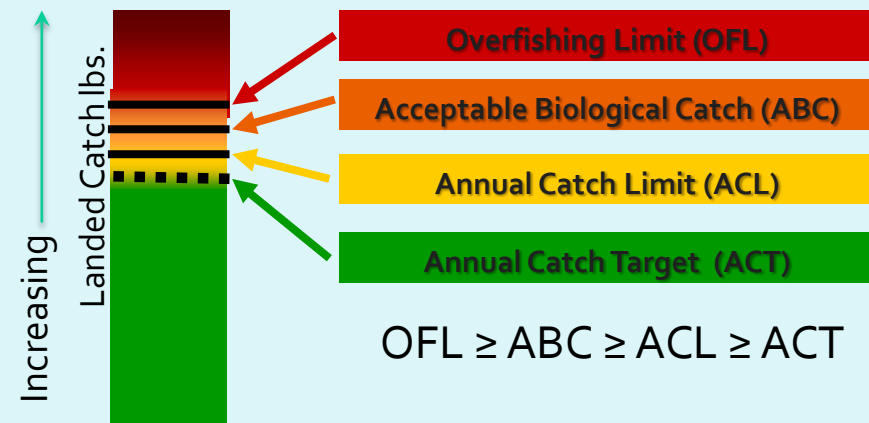 Increasing
Landed Catch lbs.
Overfishing Limit (OFL)
Acceptable Biological Catch (ABC)
Annual Catch Limit (ACL)
Annual Catch Target (ACT)
OFL ≥ ABC ≥ ACL ≥ ACT